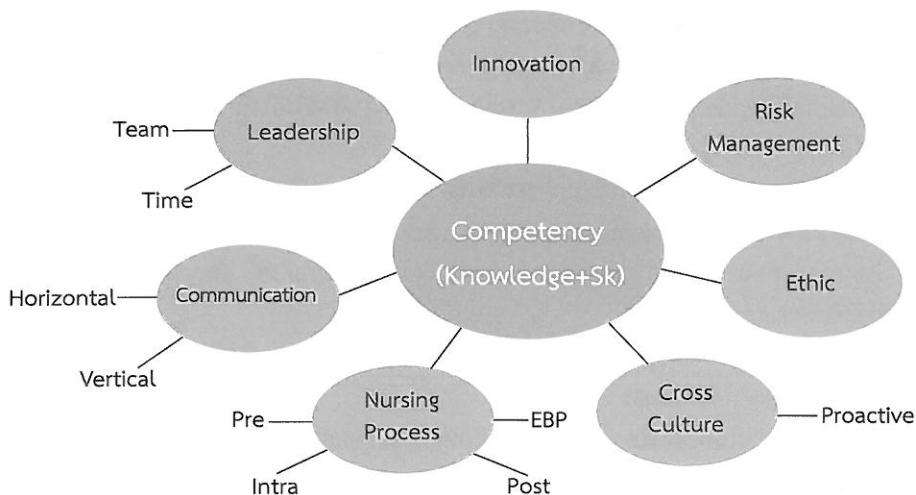 Innovation
Risk
Management
Team
Leadership
Time
Competency
(Knowledge+Sk)
Ethic
Horizontal
Communication
Vertical
Cross
Culture
Proactive
Nursing
Process
Pre
EBP
Intra
Post